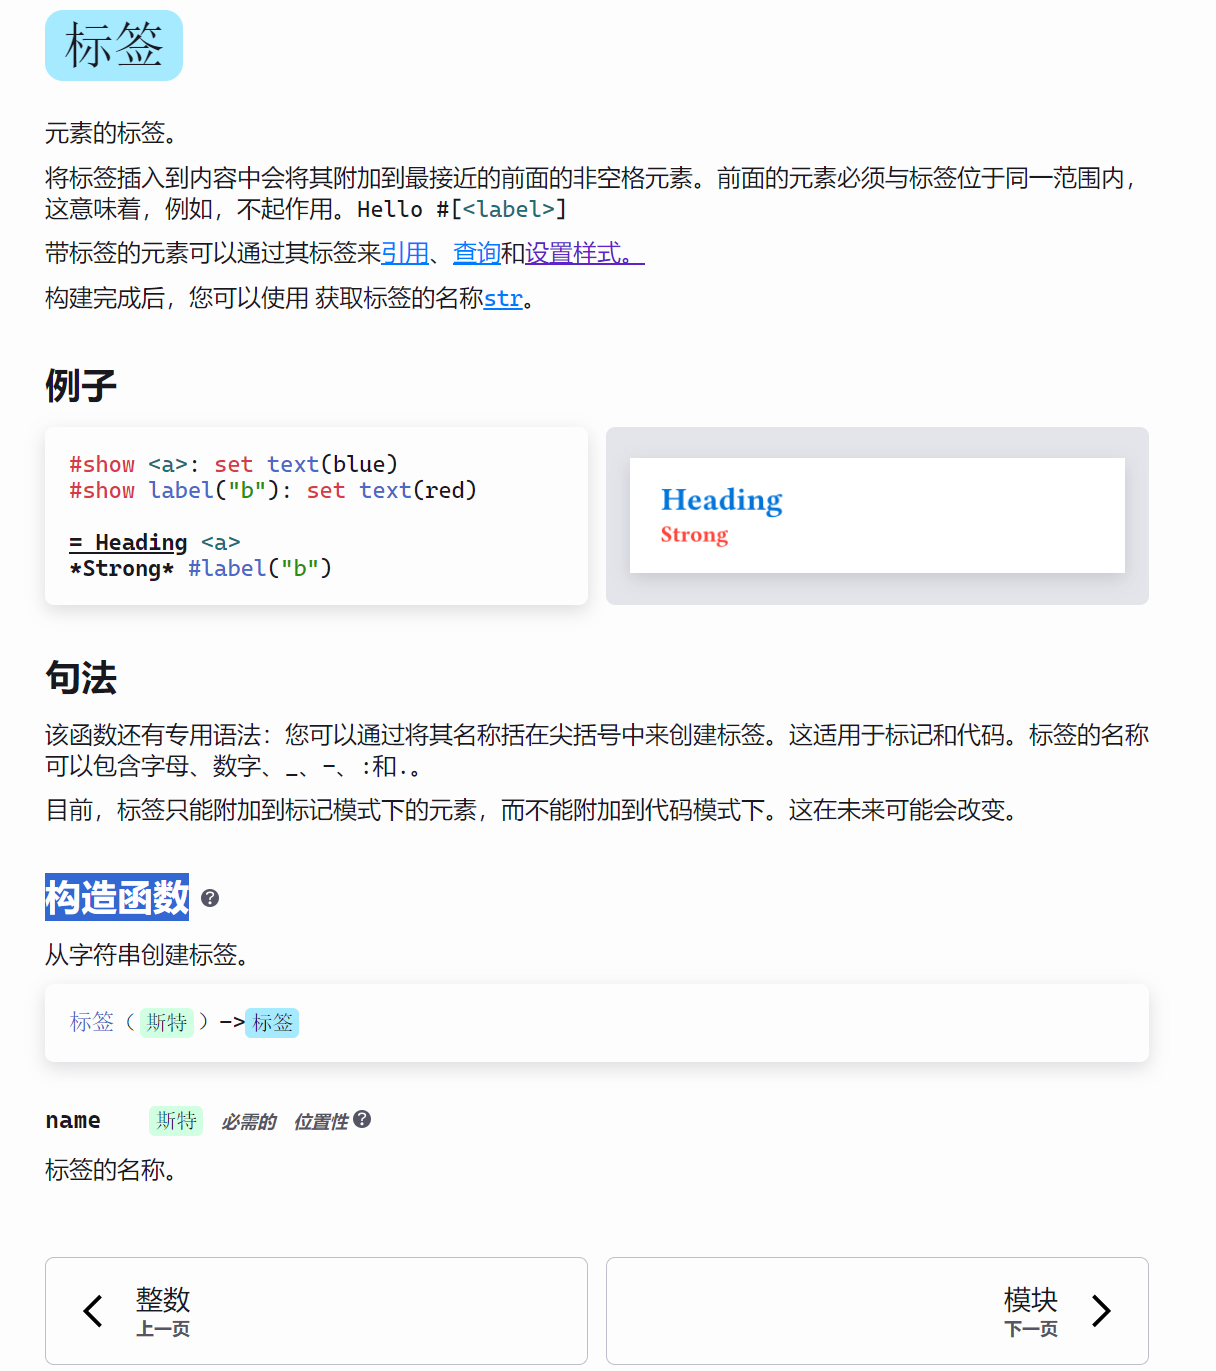 标签
元素的标签。
将标签插入到内容中会将其附加到最接近的前面的非空格元素。前面的元素必须与标签位于同一范围内，
这意味着，例如，不起作用。Hello #[<label>]
带标签的元素可以通过其标签来引用、查询和设置样式。
构建完成后，您可以使用 获取标签的名称str。
例子
#show <a>: set text(blue)
#show label("b"): set text(red)
= Heading <a>
*Strong* #label("b")
Heading
Strong
句法
该函数还有专用语法：您可以通过将其名称括在尖括号中来创建标签。这适用于标记和代码。标签的名称
可以包含字母、数字、_、-、:和.。
目前，标签只能附加到标记模式下的元素，而不能附加到代码模式下。这在未来可能会改变。
构造函数 ?
从字符串创建标签。
标签（斯特）->标签
name 斯特 必需的 位置性 ?
标签的名称。
整数
上一页
模块
下一页